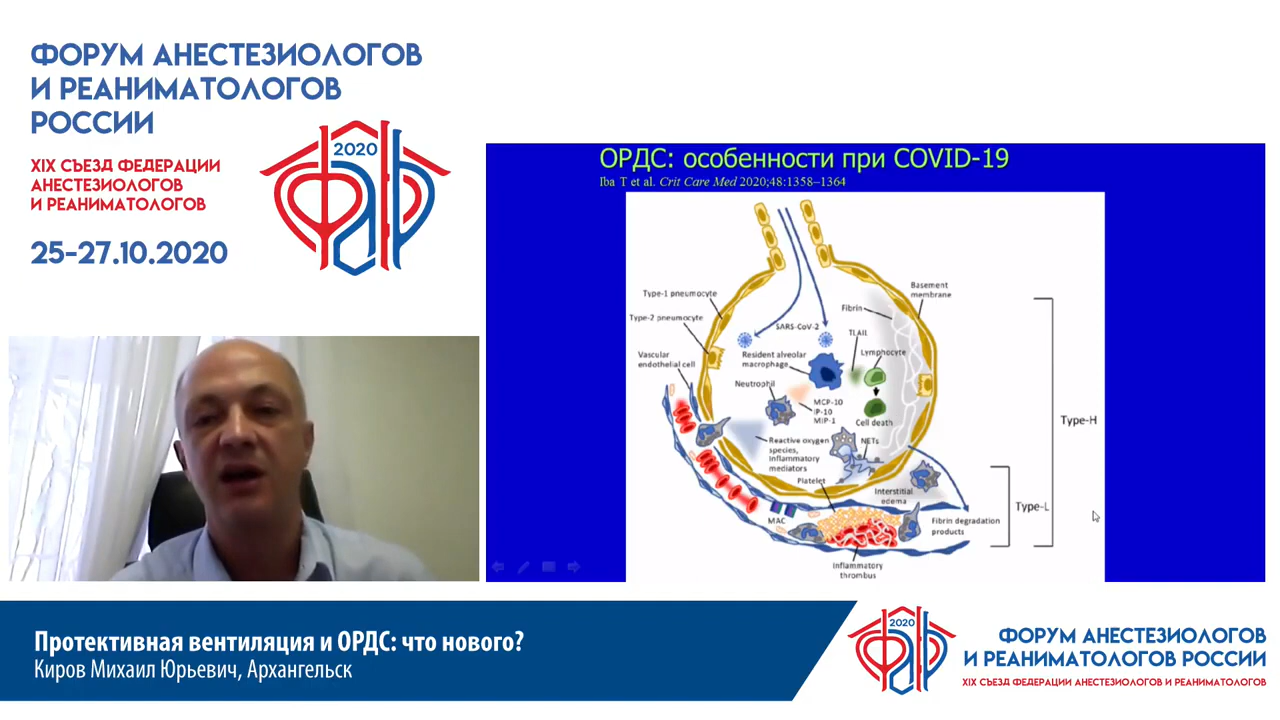 ФОРУМ АНЕСТЕЗИОЛОГОВ
И РЕАНИМАТОЛОГОВ
РОССИИ
XIX СЪЕЗД ФЕДЕРАЦИИ
АНЕСТЕЗИОЛОГОВ
И РЕАНИМАТОЛОГОВ
25-27.10.2020
2020
ФАР
ОРДС: особенности при COVID-19
Iba T et al. Crit Care Med 2020;48:1358–1364
Type-1 pneumocyte
Type-2 pneumocyte
Vascular
endothelial cell
SARS-CoV-2
Resident alveolar
macrophage
Neutrophil
MCP-10
IP-10
MIP-1
Fibrin
TLAIL
Lymphocyte
Cell death
Basement
membrane
NETs
Reactive oxygen
species,
Inflammatory
mediators
Platelet
MAC
Interstitial
edema
Fibrin degradation
products
Inflammatory
thrombus
Type-H
Type-L
Протективная вентиляция и ОРДС: что нового?
Киров Михаил Юрьевич, Архангельск
2020
ФАР
ФОРУМ АНЕСТЕЗИОЛОГОВ
И РЕАНИМАТОЛОГОВ РОССИИ
XIX СЪЕЗД ФЕДЕРАЦИИ АНЕСТЕЗИОЛОГОВ И РЕАНИМАТОЛОГОВ